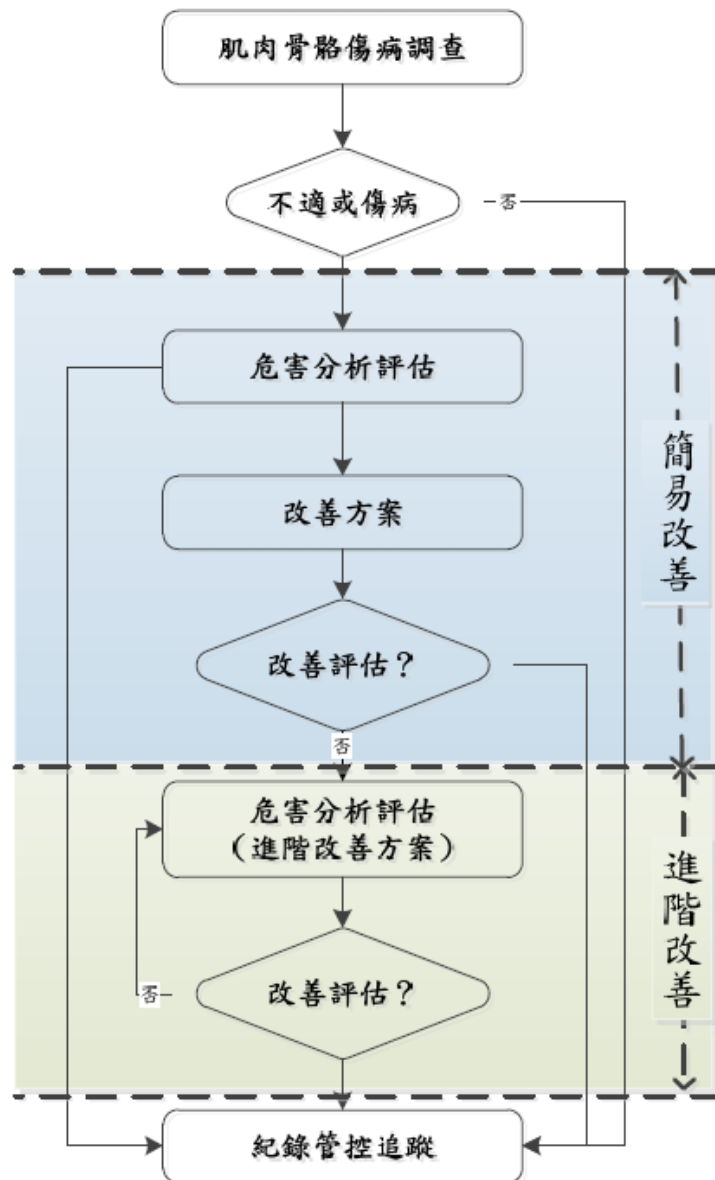 肌肉骨骼傷病調查
不適或傷病
否
危害分析評估
改善方案
簡易改善
改善評估？
否
危害分析評估
（進階改善方案）
進階改善
改善評估？
否
紀錄管控追蹤